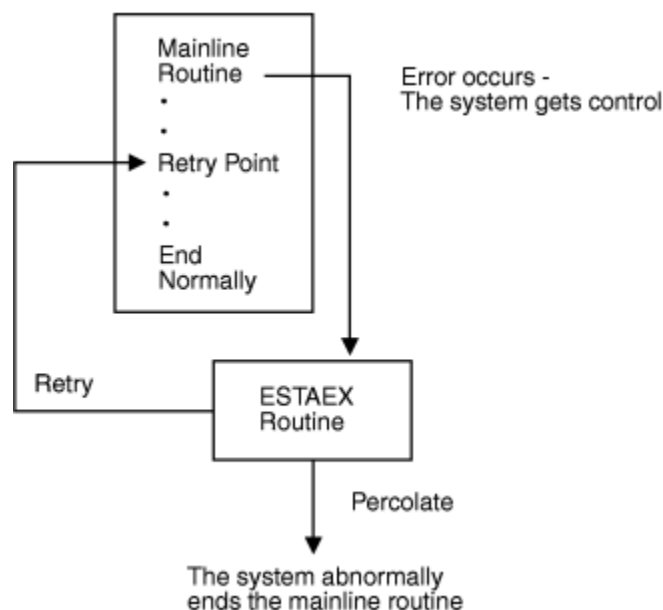 Mainline
Routine
Error occurs -
The system gets control
Retry Point
End
Normally
Retry
ESTAEX
Routine
Percolate
The system abnormally
ends the mainline routine